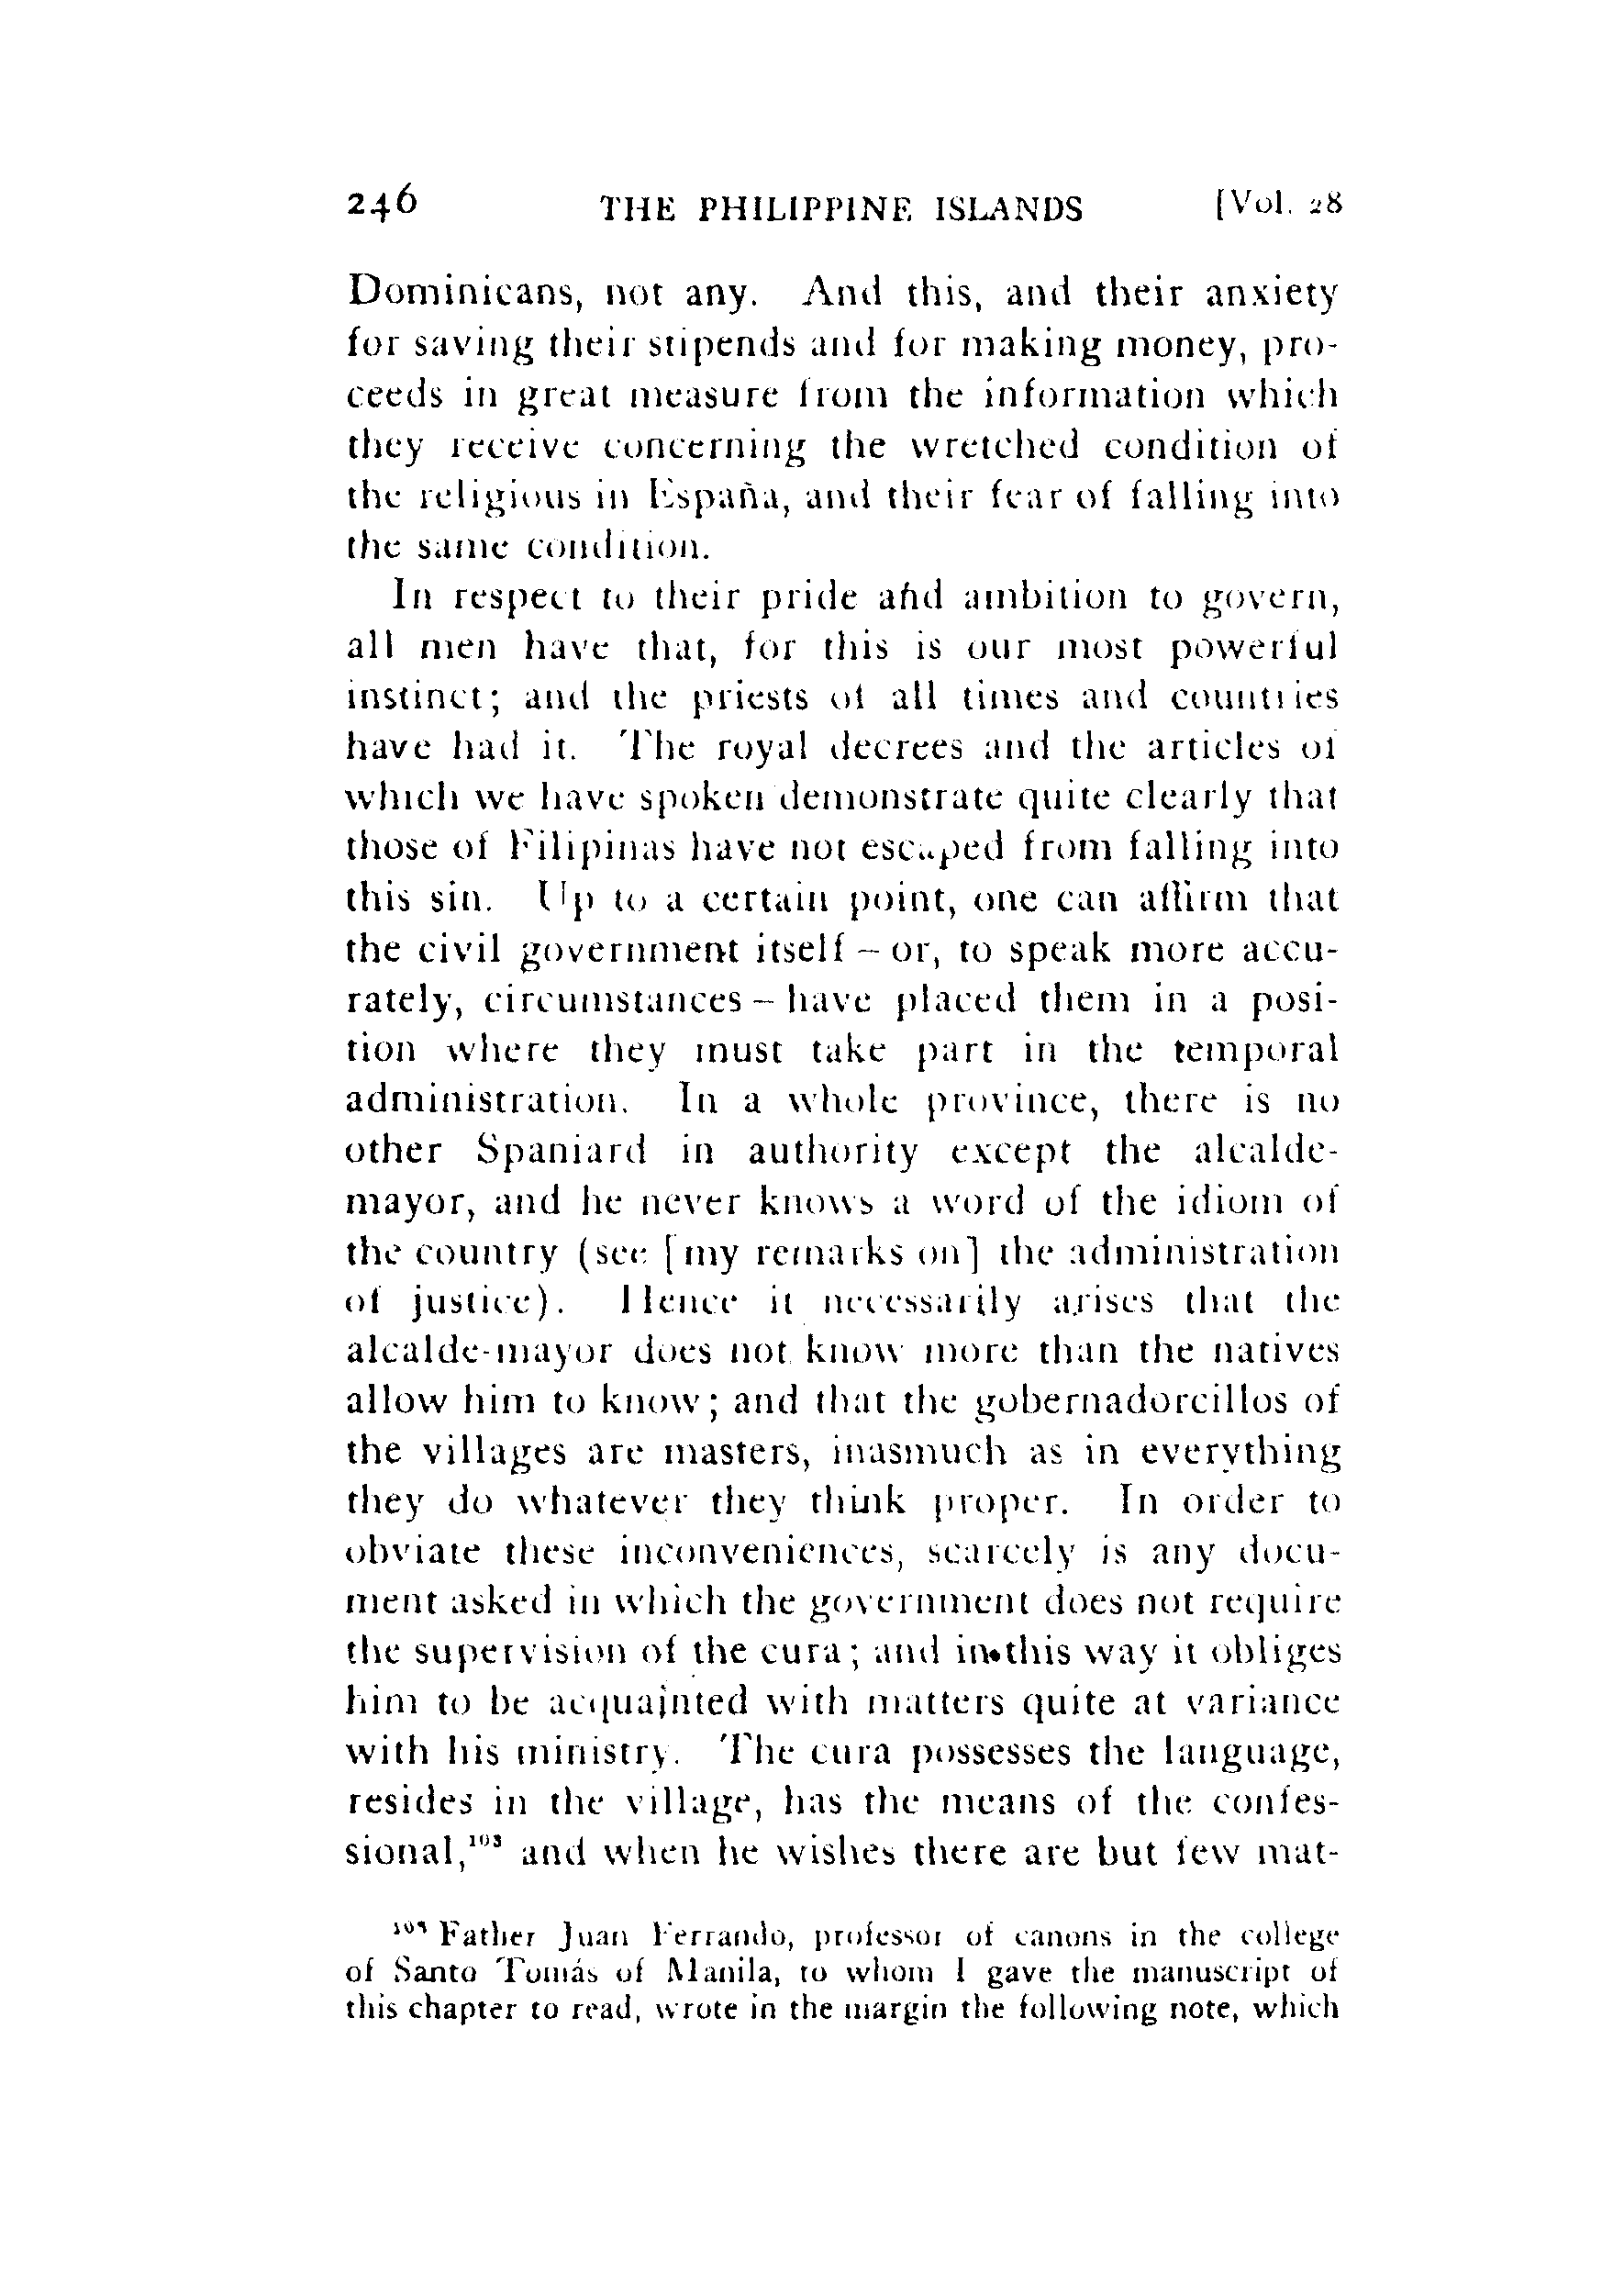 246 THE PHILIPPINE ISLANDS [Vol. 28
Dominicans, not any. And this, and their anxiety
for saving their stipends and for making money, pro-
ceeds in great measure from the information which
they receive concerning the wretched condition of
the religious in España, and their fear of falling into
the same condition.
In respect to their pride and ambition to govern,
all men have that, for this is our most powerful
instinct; and the priests of all times and countries
have had it. The royal decrees and the articles of
which we have spoken demonstrate quite clearly that
those of Filipinas have not escaped from falling into
this sin. Up to a certain point, one can affirm that
the civil government itself – or, to speak more accu-
rately, circumstances – have placed them in a posi-
tion where they must take part in the temporal
administration. In a whole province, there is no
other Spaniard in authority except the alcalde-
mayor, and he never knows a word of the idiom of
the country (see [my remarks on] the administration
of justice). Hence it necessarily arises that the
alcalde-mayor does not know more than the natives
allow him to know; and that the gobernadorcillos of
the villages are masters, inasmuch as in everything
they do whatever they think proper. In order to
obviate these inconveniences, scarcely is any docu-
ment asked in which the government does not require
the supervision of the cura; and in this way it obliges
him to be acquainted with matters quite at variance
with his ministry. The cura possesses the language,
resides in the village, has the means of the confes-
sional,¹⁰³ and when he wishes there are but few mat-
¹⁰³ Father Juan Ferrando, professor of canons in the college
of Santo Tomás of Manila, to whom I gave the manuscript of
this chapter to read, wrote in the margin the following note, which